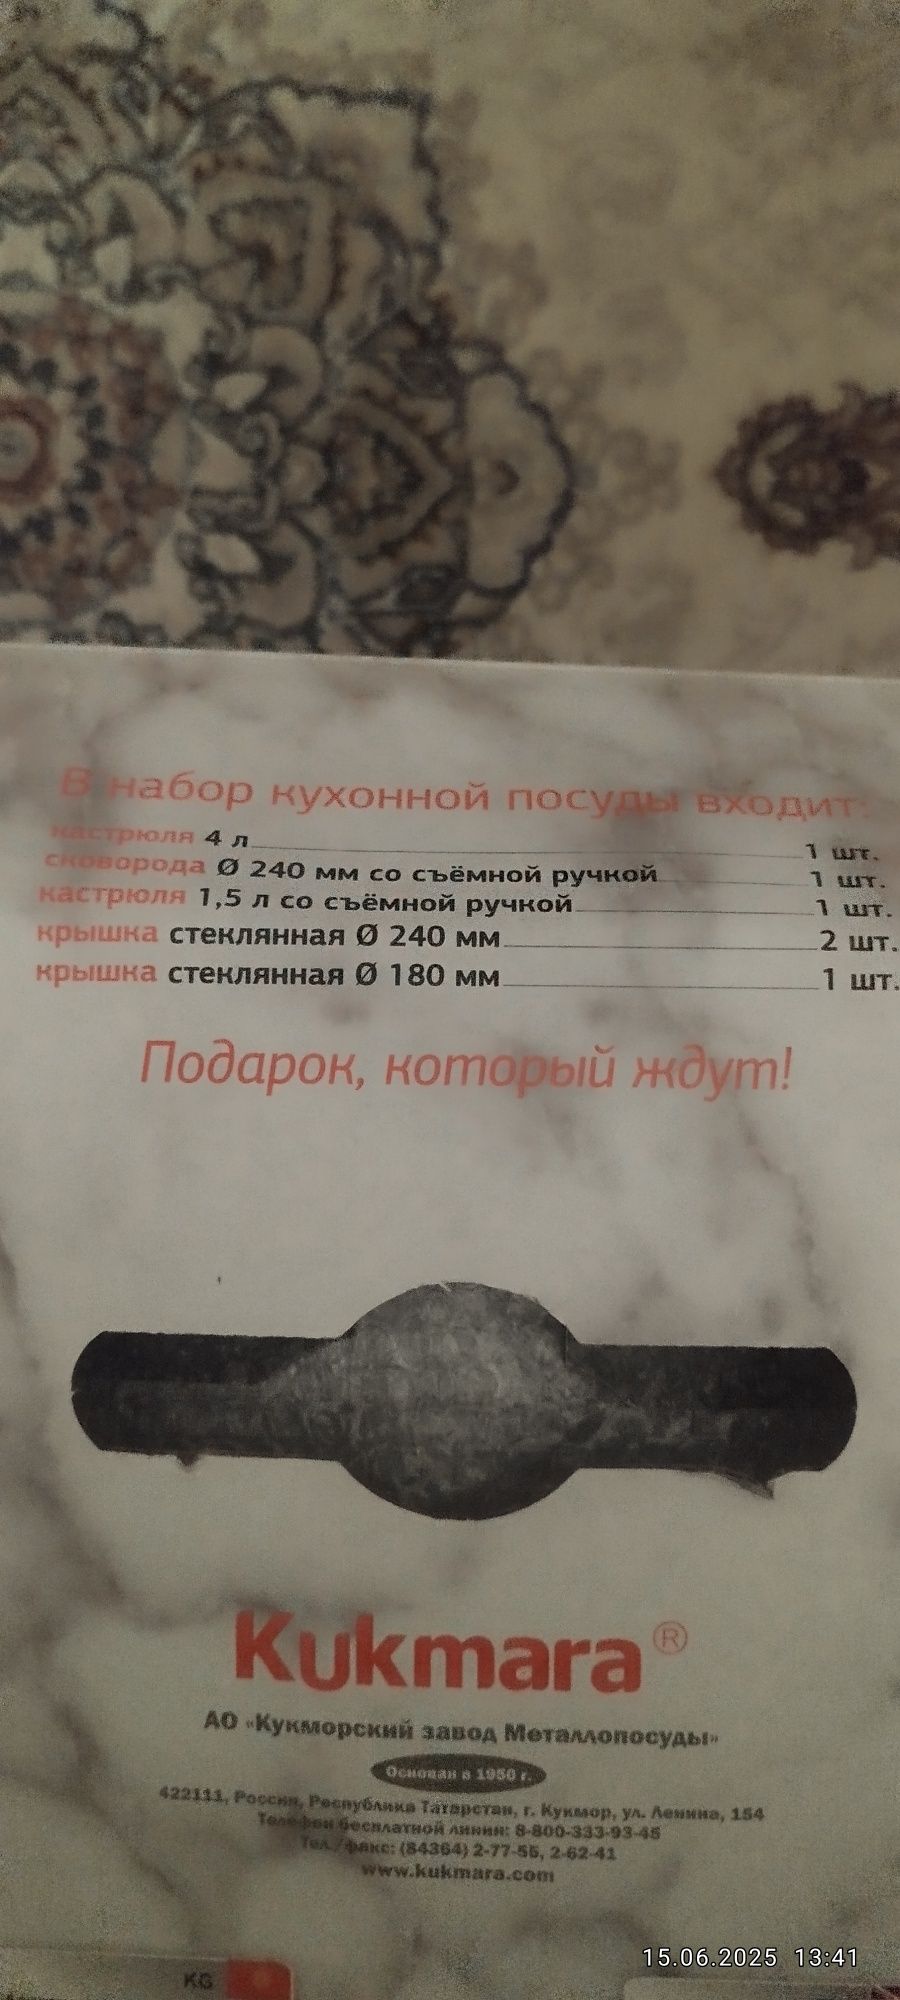 В набор кухонной посуды входит:
кастрюля 4 л 1 шт.
сковорода Ø 240 мм со съёмной ручкой 1 шт.
кастрюля 1,5 л со съёмной ручкой 1 шт.
крышка стеклянная Ø 240 мм 2 шт.
крышка стеклянная Ø 180 мм 1 шт.
Подарок, который ждут!
Kukmara®
АО «Кукморский завод Металлопосуды»
Основан в 1950 г.
422111, Россия, Республика Татарстан, г. Кукмор, ул. Ленина, 154
Телефон бесплатной линии: 8-800-333-93-45
Тел./факс: (84364) 2-77-55, 2-62-41
www.kukmara.com
KG
15.06.2025 13:41